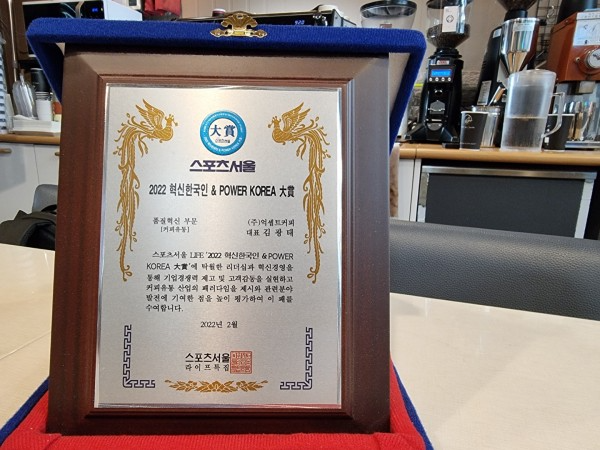 大賞
스포츠서울
2022 혁신한국인 & POWER KOREA 大賞
품질혁신 부문
[커피유통]
(주)억셉트커피
대표 김 광 태
스포츠서울 LIFE '2022 혁신한국인 & POWER
KOREA 大賞'에 탁월한 리더십과 혁신경영을
통해 기업경쟁력 제고 및 고객감동을 실현하고
커피유통 산업의 패러다임을 제시와 관련분야
발전에 기여한 점을 높이 평가하여 이 패를
수여합니다.
2022년 2월
스포츠서울
라이프특집